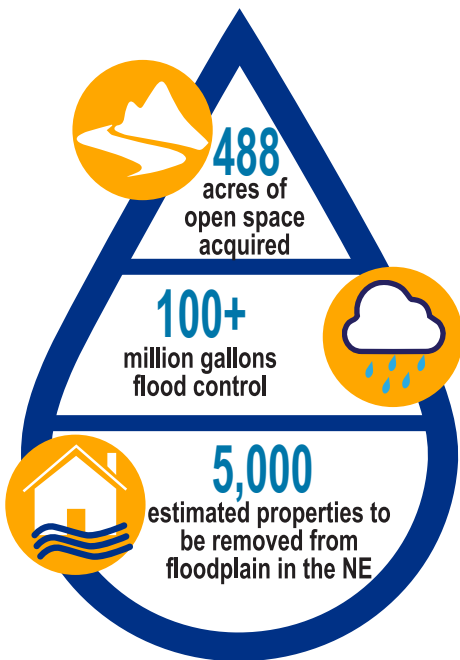 488
acres of
open space
acquired
100+
million gallons
flood control
5,000
estimated properties to
be removed from
floodplain in the NE